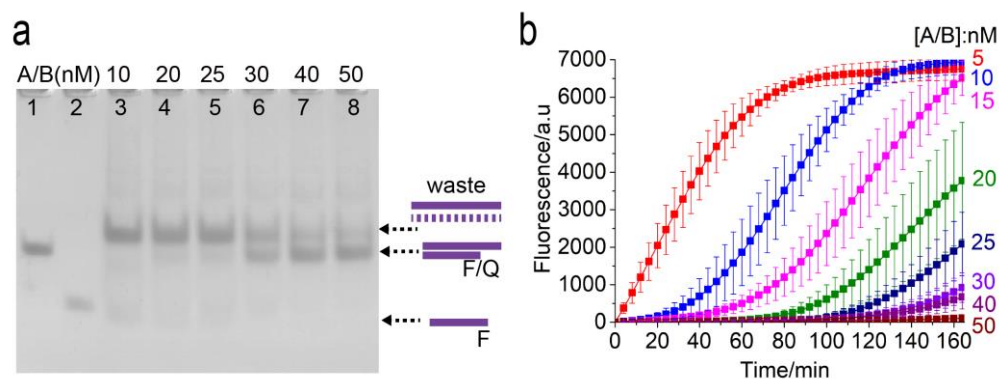 a
A/B(nM) 10 20 25 30 40 50
1 2 3 4 5 6 7 8
waste
F/Q
F
b
[A/B]:nM
5
10
15
20
25
30
40
50
7000
6000
5000
4000
3000
2000
1000
0
Fluorescence/a.u
0 20 40 60 80 100 120 140 160
Time/min